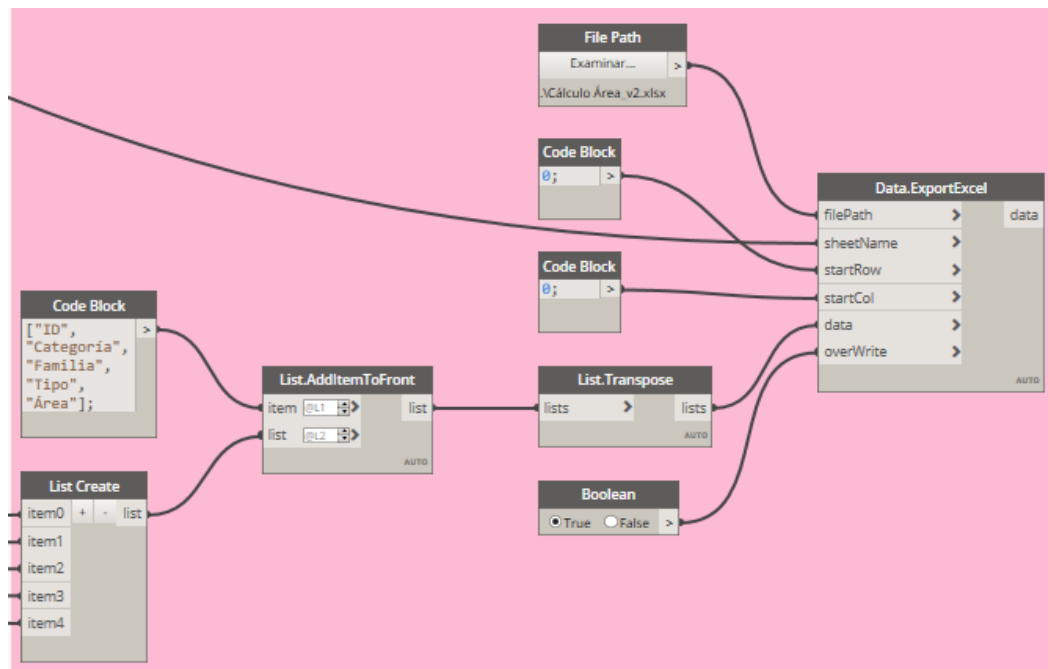 File Path
Examinar...
>
.\Cálculo Área_v2.xlsx
Code Block
0;
>
Code Block
0;
>
Data.ExportExcel
filePath
>
data
sheetName
>
startRow
>
startCol
>
data
>
overWrite
>
AUTO
Code Block
["ID",
"Categoría",
"Familia",
"Tipo",
"Área"];
>
List.AddItemToFront
item @L1 >
list
list @L2 >
AUTO
List.Transpose
lists > lists
AUTO
List Create
item0 + - list
item1
item2
item3
item4
Boolean
True False >